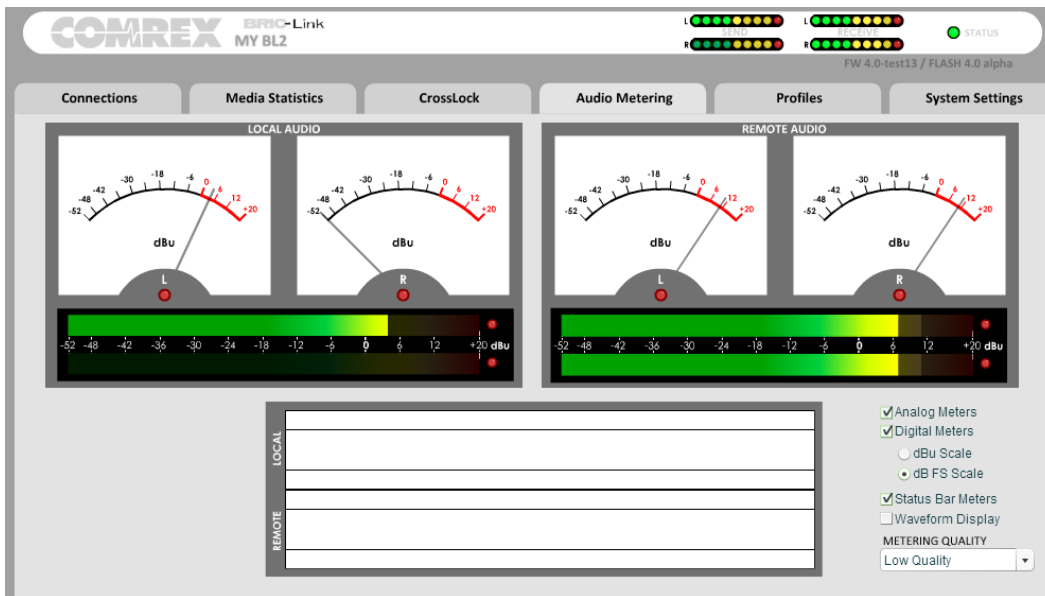 COMREX BRIC-Link
MY BL2
L
R
SEND
L
R
RECEIVE
STATUS
FW 4.0-test13 / FLASH 4.0 alpha
Connections
Media Statistics
CrossLock
Audio Metering
Profiles
System Settings
LOCAL AUDIO
-52 -48 -42 -30 -18 -6 0 6 12 +20
dBu
L
-52 -48 -42 -30 -18 -6 0 6 12 +20
dBu
R
-52 -48 -42 -36 -30 -24 -18 -12 -6 0 6 12 +20 dBu
REMOTE AUDIO
-52 -48 -42 -30 -18 -6 0 6 12 +20
dBu
L
-52 -48 -42 -30 -18 -6 0 6 12 +20
dBu
R
-52 -48 -42 -36 -30 -24 -18 -12 -6 0 6 12 +20 dBu
LOCAL
REMOTE
Analog Meters
Digital Meters
dBu Scale
dB FS Scale
Status Bar Meters
Waveform Display
METERING QUALITY
Low Quality